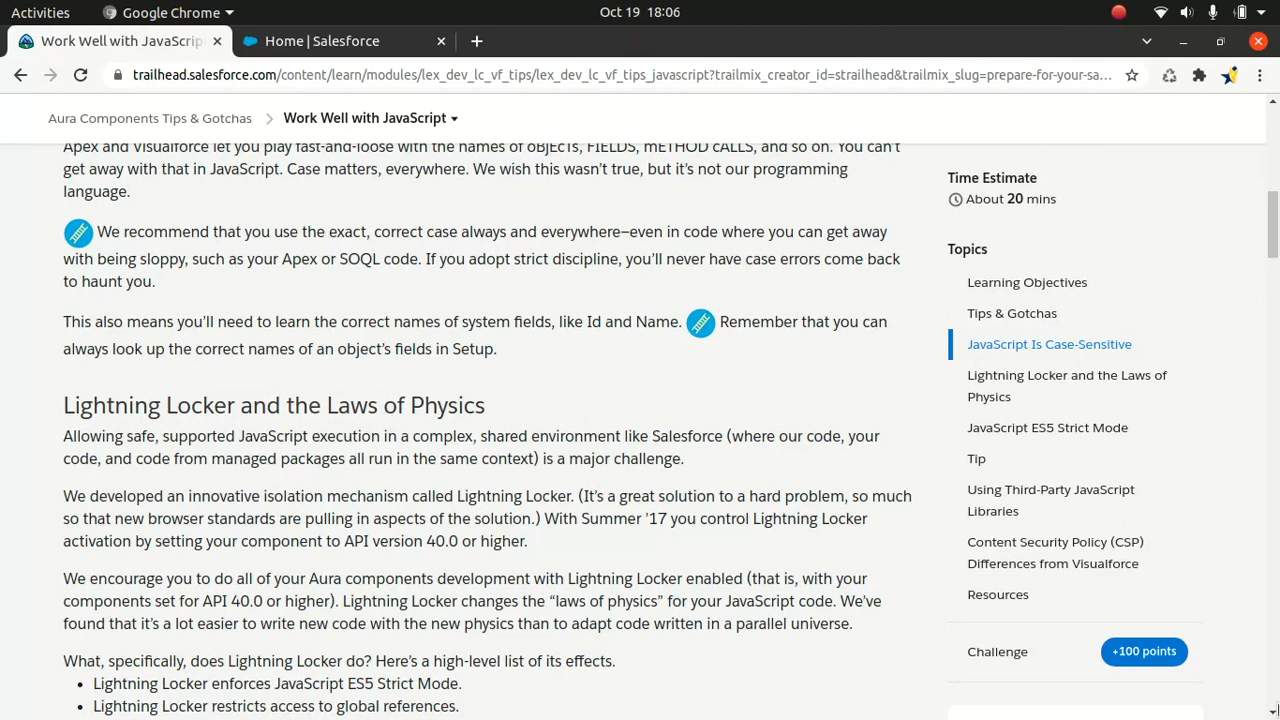 Activities Google Chrome Oct 19 18:06
Work Well with JavaScrip Home | Salesforce
trailhead.salesforce.com/content/learn/modules/lex_dev_lc_vf_tips/lex_dev_lc_vf_tips_javascript?trailmix_creator_id=strailhead&trailmix_slug=prepare-for-your-sa...
Aura Components Tips & Gotchas Work Well with JavaScript
Apex and Visualforce let you play fast-and-loose with the names of obJEcTs, FIELDS, mETHOD cALLS, and so on. You can't
get away with that in JavaScript. Case matters, everywhere. We wish this wasn't true, but it's not our programming
language.
We recommend that you use the exact, correct case always and everywhere—even in code where you can get away
with being sloppy, such as your Apex or SOQL code. If you adopt strict discipline, you'll never have case errors come back
to haunt you.
This also means you'll need to learn the correct names of system fields, like Id and Name. Remember that you can
always look up the correct names of an object's fields in Setup.
Lightning Locker and the Laws of Physics
Allowing safe, supported JavaScript execution in a complex, shared environment like Salesforce (where our code, your
code, and code from managed packages all run in the same context) is a major challenge.
We developed an innovative isolation mechanism called Lightning Locker. (It's a great solution to a hard problem, so much
so that new browser standards are pulling in aspects of the solution.) With Summer '17 you control Lightning Locker
activation by setting your component to API version 40.0 or higher.
We encourage you to do all of your Aura components development with Lightning Locker enabled (that is, with your
components set for API 40.0 or higher). Lightning Locker changes the "laws of physics" for your JavaScript code. We've
found that it's a lot easier to write new code with the new physics than to adapt code written in a parallel universe.
What, specifically, does Lightning Locker do? Here's a high-level list of its effects.
• Lightning Locker enforces JavaScript ES5 Strict Mode.
• Lightning Locker restricts access to global references.
Time Estimate
About 20 mins
Topics
Learning Objectives
Tips & Gotchas
JavaScript Is Case-Sensitive
Lightning Locker and the Laws of
Physics
JavaScript ES5 Strict Mode
Tip
Using Third-Party JavaScript
Libraries
Content Security Policy (CSP)
Differences from Visualforce
Resources
Challenge +100 points